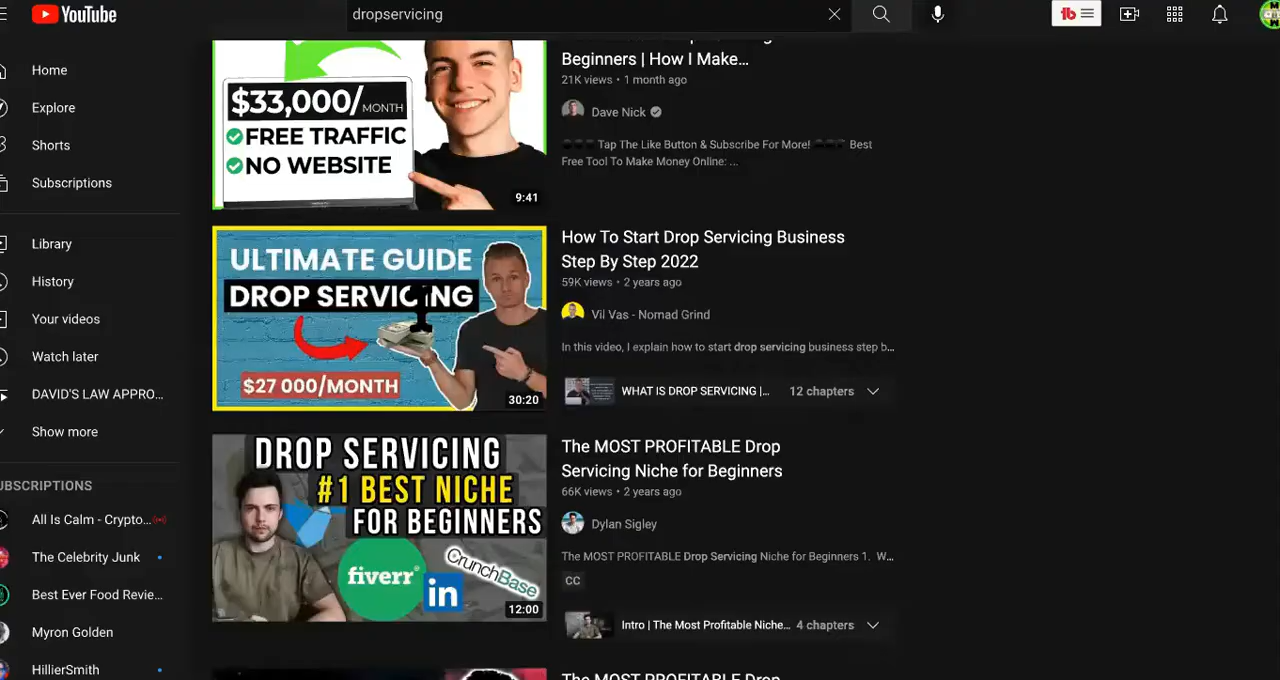 YouTube
dropservicing
Home
Explore
Shorts
Subscriptions
Library
History
Your videos
Watch later
DAVID'S LAW APPRO...
Show more
UBSCRIPTIONS
All Is Calm - Crypto...
The Celebrity Junk
Best Ever Food Revie...
Myron Golden
HillierSmith
$33,000/MONTH
FREE TRAFFIC
NO WEBSITE
9:41
Beginners | How I Make...
21K views • 1 month ago
Dave Nick
Tap The Like Button & Subscribe For More! Best
Free Tool To Make Money Online: ...
ULTIMATE GUIDE
DROP SERVICING
$27 000/MONTH
30:20
How To Start Drop Servicing Business
Step By Step 2022
59K views • 2 years ago
Vil Vas - Nomad Grind
In this video, I explain how to start drop servicing business step b...
WHAT IS DROP SERVICING |... 12 chapters
DROP SERVICING
#1 BEST NICHE
FOR BEGINNERS
fiverr
in
CrunchBase
12:00
The MOST PROFITABLE Drop
Servicing Niche for Beginners
66K views • 2 years ago
Dylan Sigley
The MOST PROFITABLE Drop Servicing Niche for Beginners 1. W...
CC
Intro | The Most Profitable Niche... 4 chapters
The MOST PROFITABLE Drop